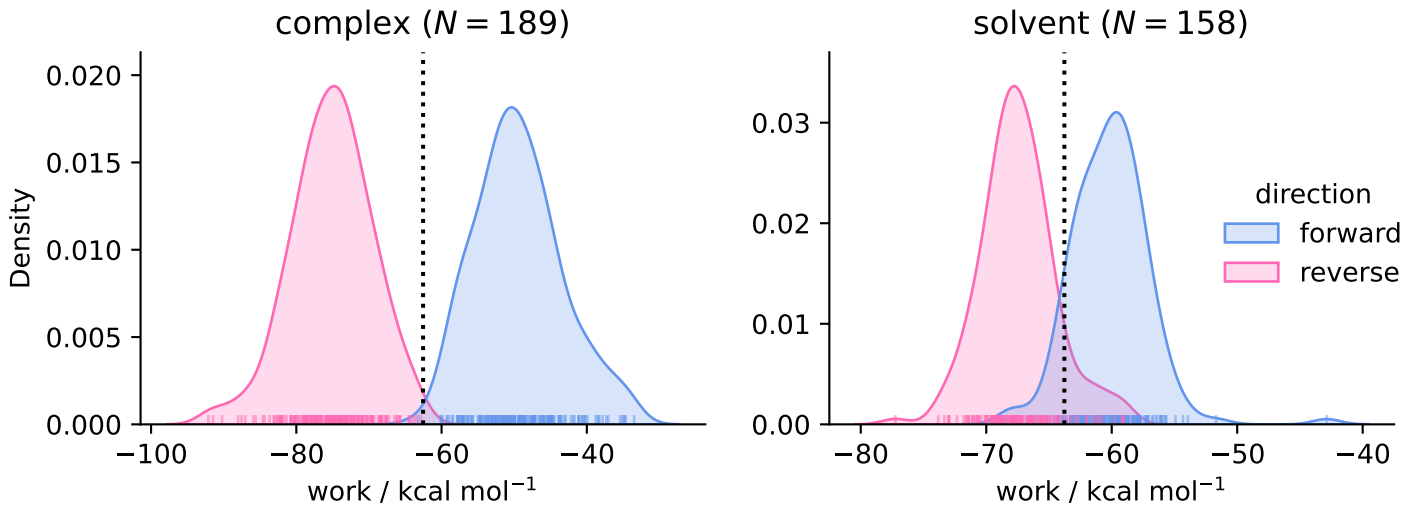 complex (N = 189)
Density
0.020
0.015
0.010
0.005
0.000
−100
−80
−60
−40
work / kcal mol⁻¹
solvent (N = 158)
0.03
0.02
0.01
0.00
−80
−70
−60
−50
−40
work / kcal mol⁻¹
direction
forward
reverse